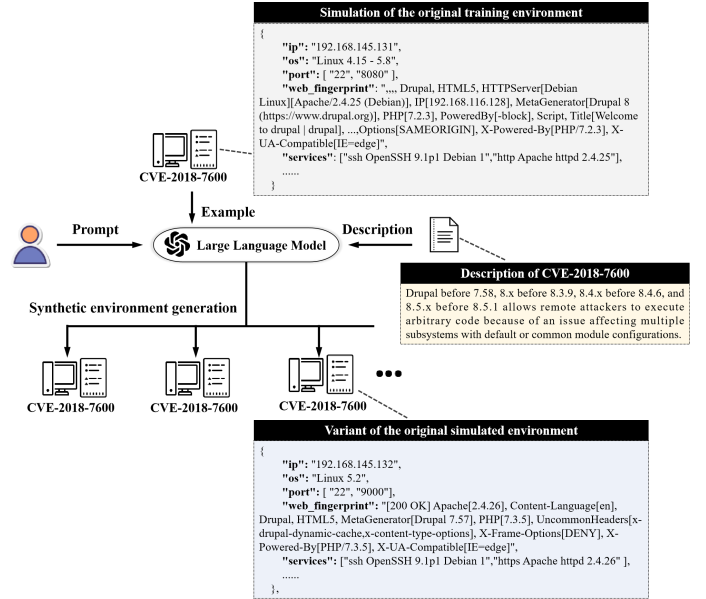 Simulation of the original training environment
{
"ip": "192.168.145.131",
"os": "Linux 4.15 - 5.8",
"port": [ "22", "8080" ],
"web_fingerprint": ",,,, Drupal, HTML5, HTTPServer[Debian
Linux][Apache/2.4.25 (Debian)], IP[192.168.116.128], MetaGenerator[Drupal 8
(https://www.drupal.org)], PHP[7.2.3], PoweredBy[-block], Script, Title[Welcome
to drupal | drupal], ...,Options[SAMEORIGIN], X-Powered-By[PHP/7.2.3], X-
UA-Compatible[IE=edge]",
"services": ["ssh OpenSSH 9.1p1 Debian 1","http Apache httpd 2.4.25"],
......
}
CVE-2018-7600
Example
Prompt
Large Language Model
Description
Description of CVE-2018-7600
Drupal before 7.58, 8.x before 8.3.9, 8.4.x before 8.4.6, and
8.5.x before 8.5.1 allows remote attackers to execute
arbitrary code because of an issue affecting multiple
subsystems with default or common module configurations.
Synthetic environment generation
CVE-2018-7600
CVE-2018-7600
CVE-2018-7600
Variant of the original simulated environment
{
"ip": "192.168.145.132",
"os": "Linux 5.2",
"port": [ "22", "9000"],
"web_fingerprint": "[200 OK] Apache[2.4.26], Content-Language[en],
Drupal, HTML5, MetaGenerator[Drupal 7.57], PHP[7.3.5], UncommonHeaders[x-
drupal-dynamic-cache,x-content-type-options], X-Frame-Options[DENY], X-
Powered-By[PHP/7.3.5], X-UA-Compatible[IE=edge]",
"services": ["ssh OpenSSH 9.1p1 Debian 1","https Apache httpd 2.4.26" ],
......
},